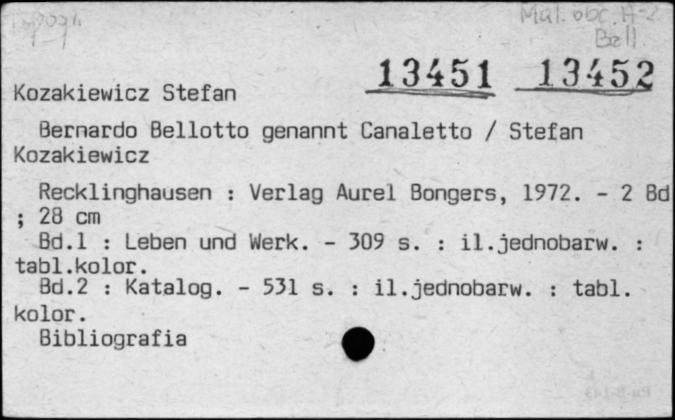 Mal. obc. A-Z
Bell
13451 13452
Kozakiewicz Stefan
Bernardo Bellotto genannt Canaletto / Stefan
Kozakiewicz
Recklinghausen : Verlag Aurel Bongers, 1972. - 2 Bd
; 28 cm
Bd.1 : Leben und Werk. - 309 s. : il.jednobarw. :
tabl.kolor.
Bd.2 : Katalog. - 531 s. : il.jednobarw. : tabl.
kolor.
Bibliografia